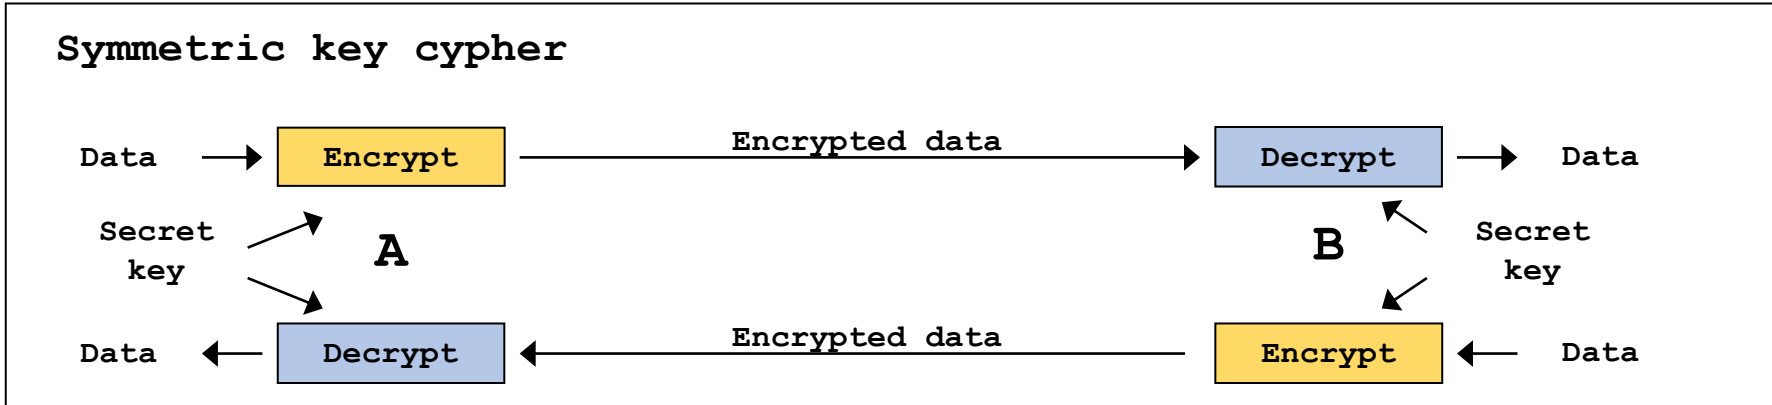 Symmetric key cypher
Data Encrypt Encrypted data Decrypt Data
Secret key A B Secret key
Data Decrypt Encrypted data Encrypt Data